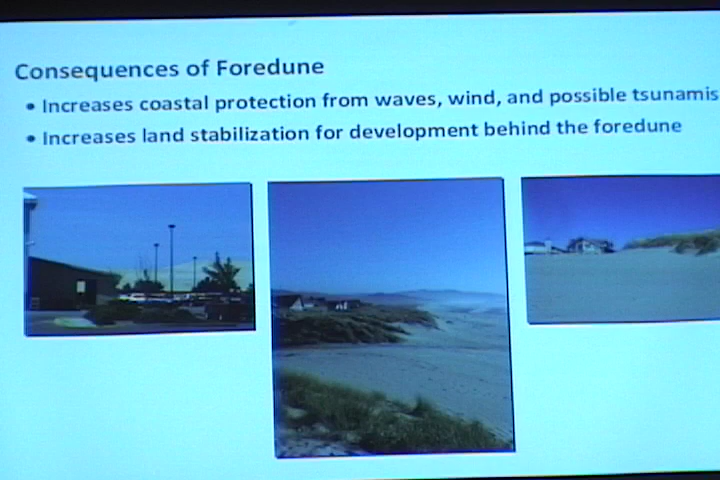 Consequences of Foredune
• Increases coastal protection from waves, wind, and possible tsunamis
• Increases land stabilization for development behind the foredune